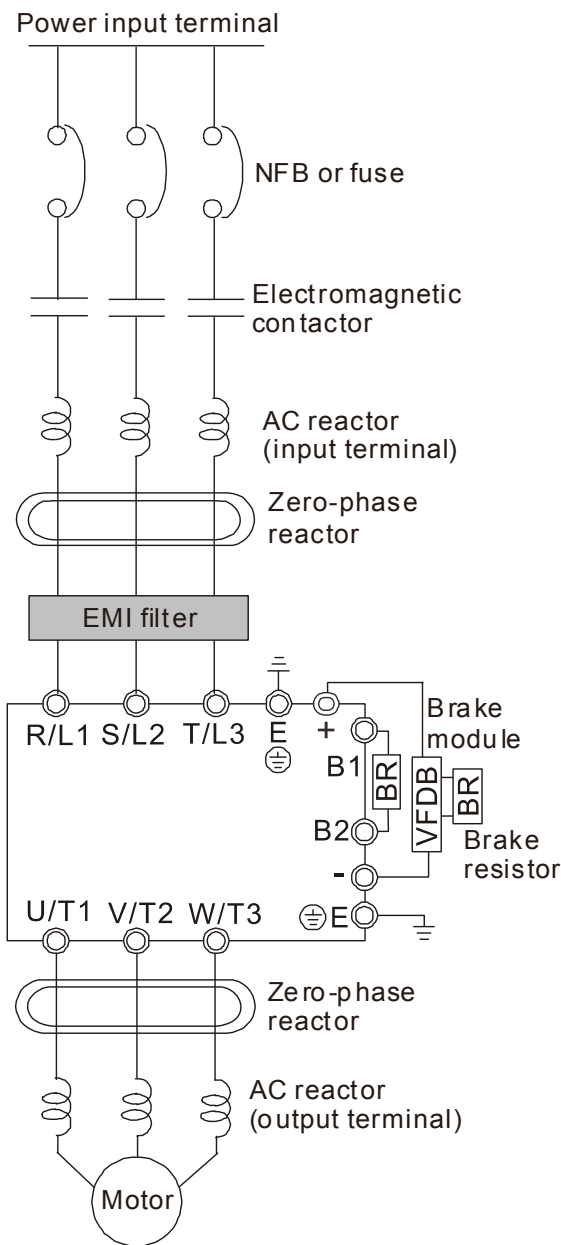 Power input terminal
NFB or fuse
Electromagnetic
contactor
AC reactor
(input terminal)
Zero-phase
reactor
EMI filter
R/L1 S/L2 T/L3 E +
Brake
module
B1
BR
VFDB
BR
B2
Brake
resistor
-
E
U/T1 V/T2 W/T3
Zero-phase
reactor
AC reactor
(output terminal)
Motor